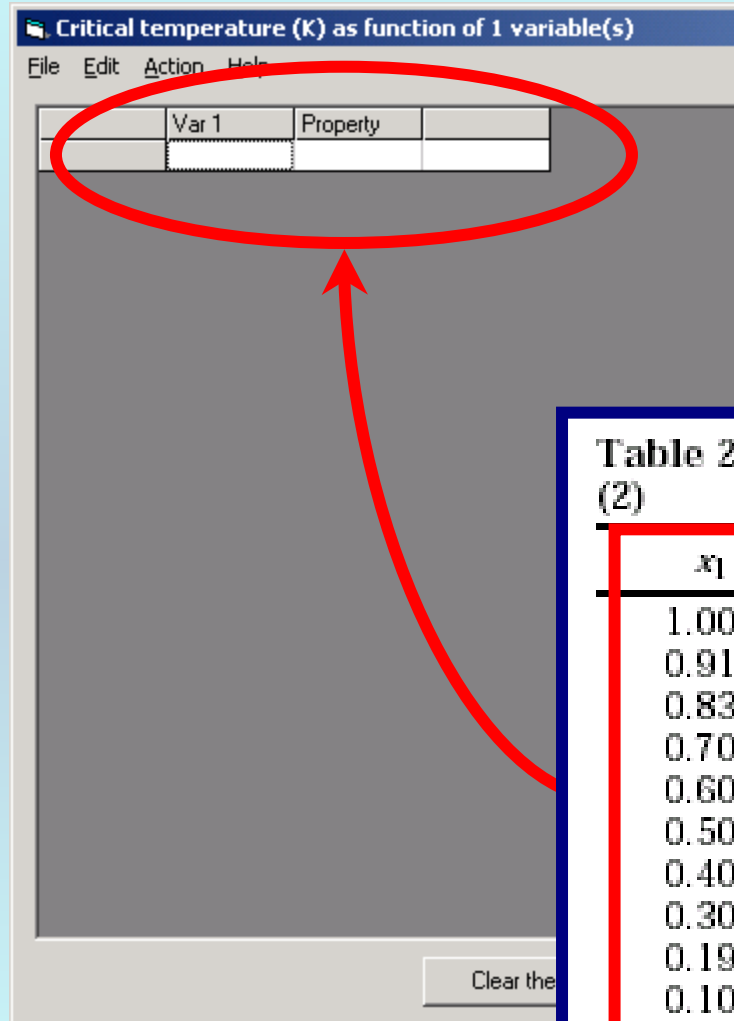 Critical temperature (K) as function of 1 variable(s)
File Edit Action Help
Var 1 Property
Table 2
(2)
x1
1.00
0.91
0.83
0.70
0.60
0.50
0.40
0.30
0.19
0.10
Clear the